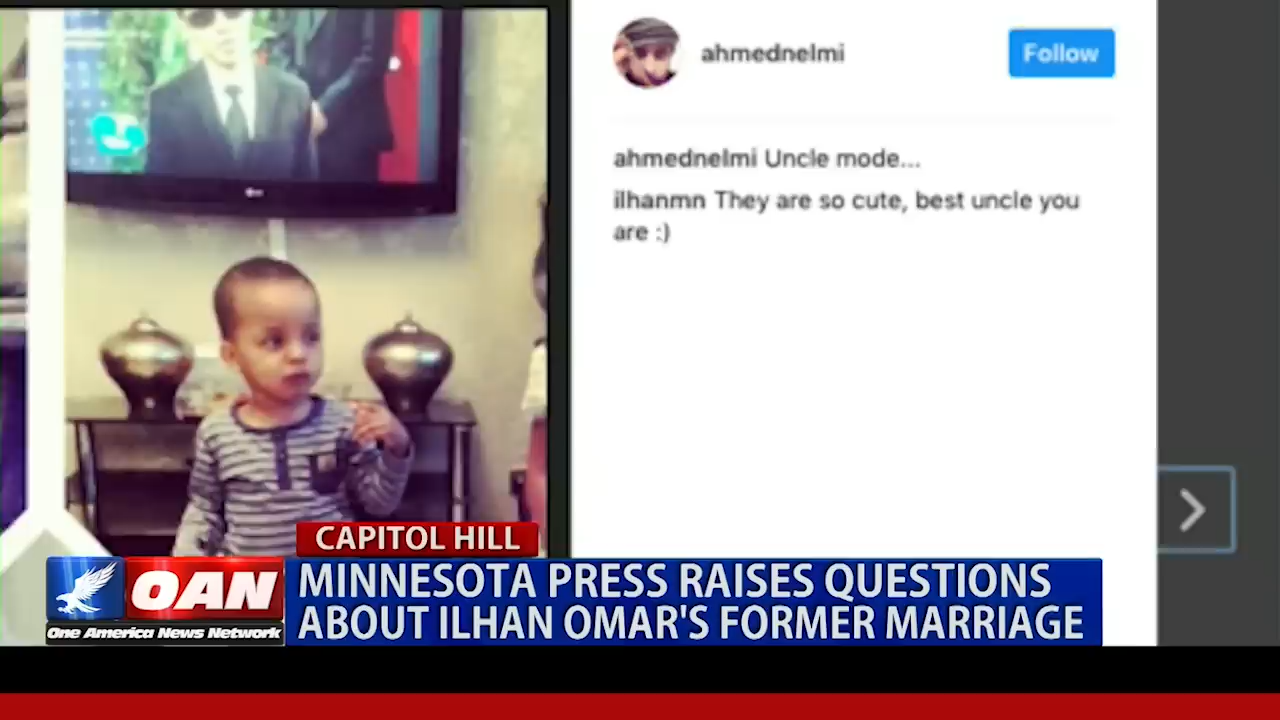 ahmednelmi
Follow
ahmednelmi Uncle mode...
ilhanmn They are so cute, best uncle you
are :)
CAPITOL HILL
OAN
One America News Network
MINNESOTA PRESS RAISES QUESTIONS
ABOUT ILHAN OMAR'S FORMER MARRIAGE
LG